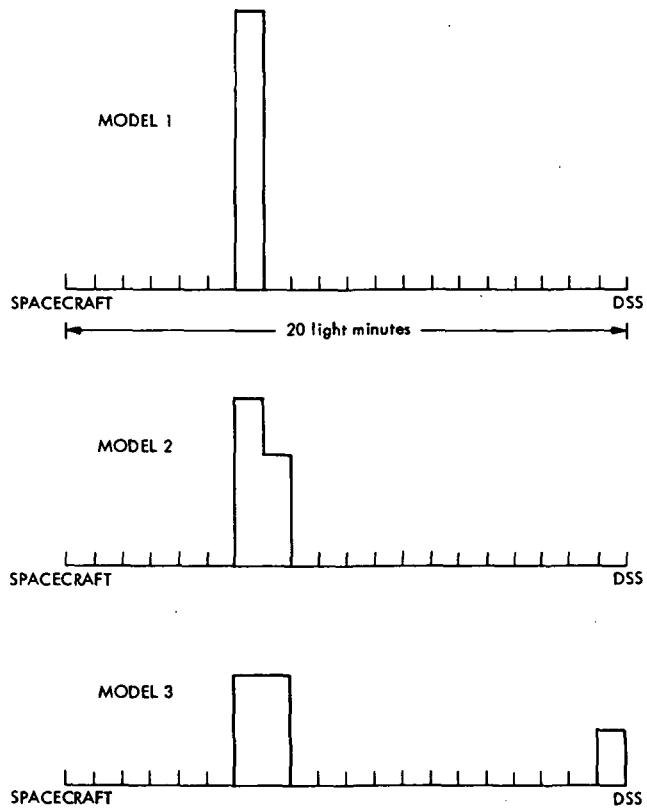 MODEL 1
SPACECRAFT DSS
20 light minutes
MODEL 2
SPACECRAFT DSS
MODEL 3
SPACECRAFT DSS